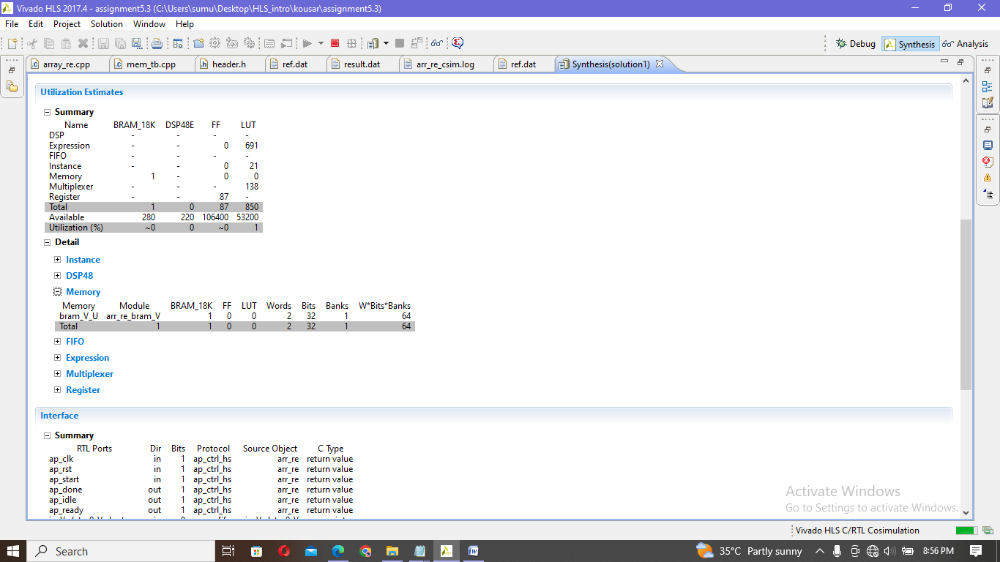 Vivado HLS 2017.4 - assignment5.3 (C:\Users\sumu\Desktop\HLS_intro\kousar\assignment5.3)
File Edit Project Solution Window Help
Debug Synthesis Analysis
array_re.cpp mem_tb.cpp header.h ref.dat result.dat arr_re_csim.log ref.dat Synthesis(solution1)
Utilization Estimates
Summary
Name BRAM_18K DSP48E FF LUT
DSP - - - -
Expression - - 0 691
FIFO - - - -
Instance - - 0 21
Memory 1 - 0 0
Multiplexer - - - 138
Register - - 87 -
Total 1 0 87 850
Available 280 220 106400 53200
Utilization (%) ~0 0 ~0 1
Detail
Instance
DSP48
Memory
Memory Module BRAM_18K FF LUT Words Bits Banks W*Bits*Banks
bram_V_U arr_re_bram_V 1 0 0 2 32 1 64
Total 1 1 0 0 2 32 1 64
FIFO
Expression
Multiplexer
Register
Interface
Summary
RTL Ports Dir Bits Protocol Source Object C Type
ap_clk in 1 ap_ctrl_hs arr_re return value
ap_rst in 1 ap_ctrl_hs arr_re return value
ap_start in 1 ap_ctrl_hs arr_re return value
ap_done out 1 ap_ctrl_hs arr_re return value
ap_idle out 1 ap_ctrl_hs arr_re return value
ap_ready out 1 ap_ctrl_hs arr_re return value
Activate Windows
Go to Settings to activate Windows.
Vivado HLS C/RTL Cosimulation
Search
35°C Partly sunny
8:56 PM